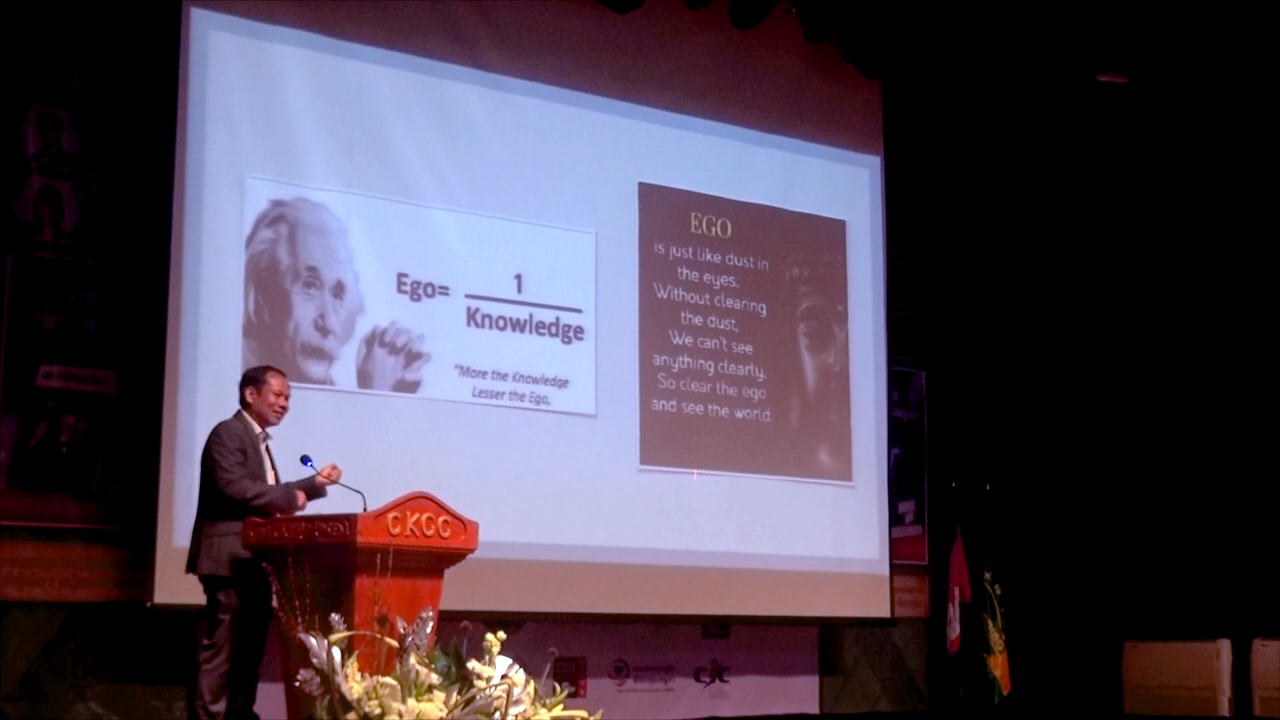 Ego=
1
Knowledge
"More the Knowledge
Lesser the Ego,
EGO
is just like dust in
the eyes.
Without clearing
the dust,
We can't see
anything clearly.
So clear the ego
and see the world.
CKCC
cjc